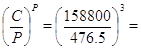 (C/P)^P = (158800/476.5)^3 =